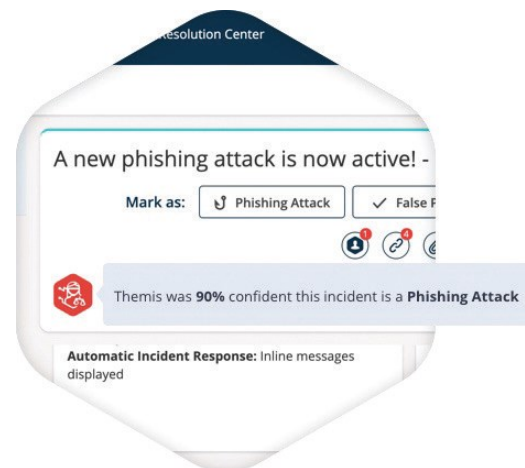 Resolution Center
A new phishing attack is now active! -
Mark as: Phishing Attack False
1 4
Themis was 90% confident this incident is a Phishing Attack
Automatic Incident Response: Inline messages
displayed